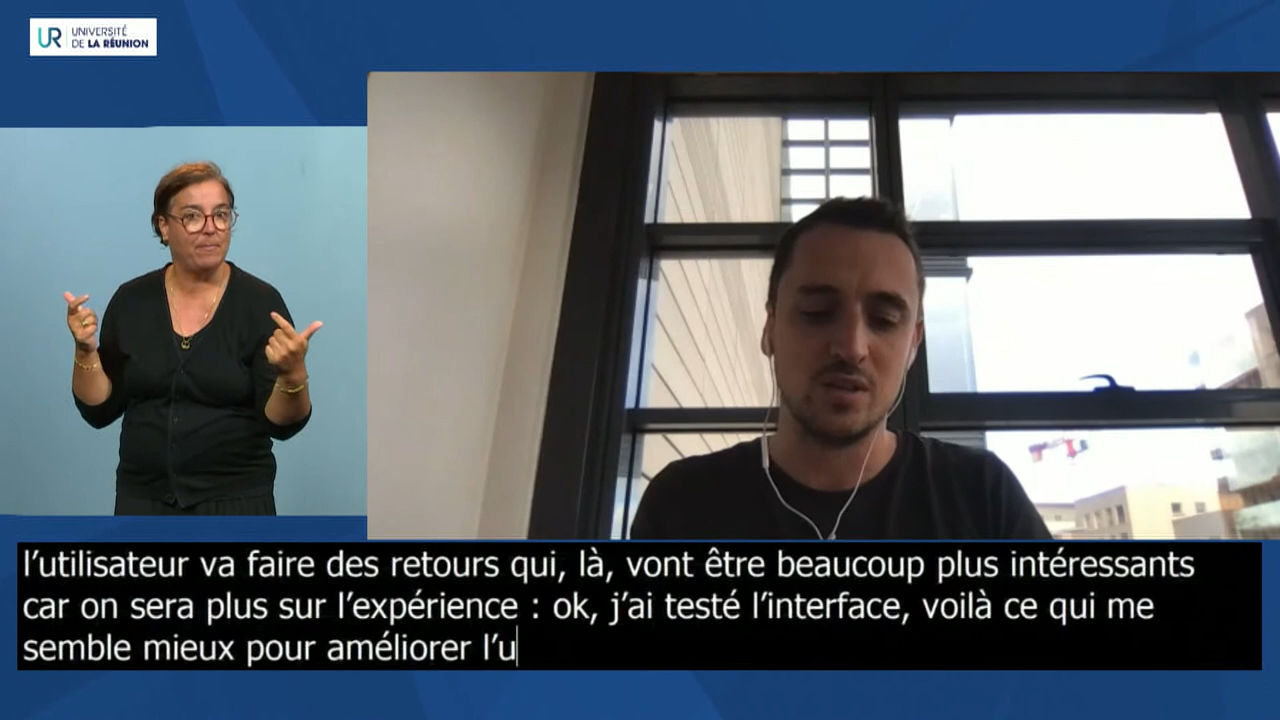 UR
UNIVERSITÉ
DE LA RÉUNION
l'utilisateur va faire des retours qui, là, vont être beaucoup plus intéressants
car on sera plus sur l'expérience : ok, j'ai testé l'interface, voilà ce qui me
semble mieux pour améliorer l'u